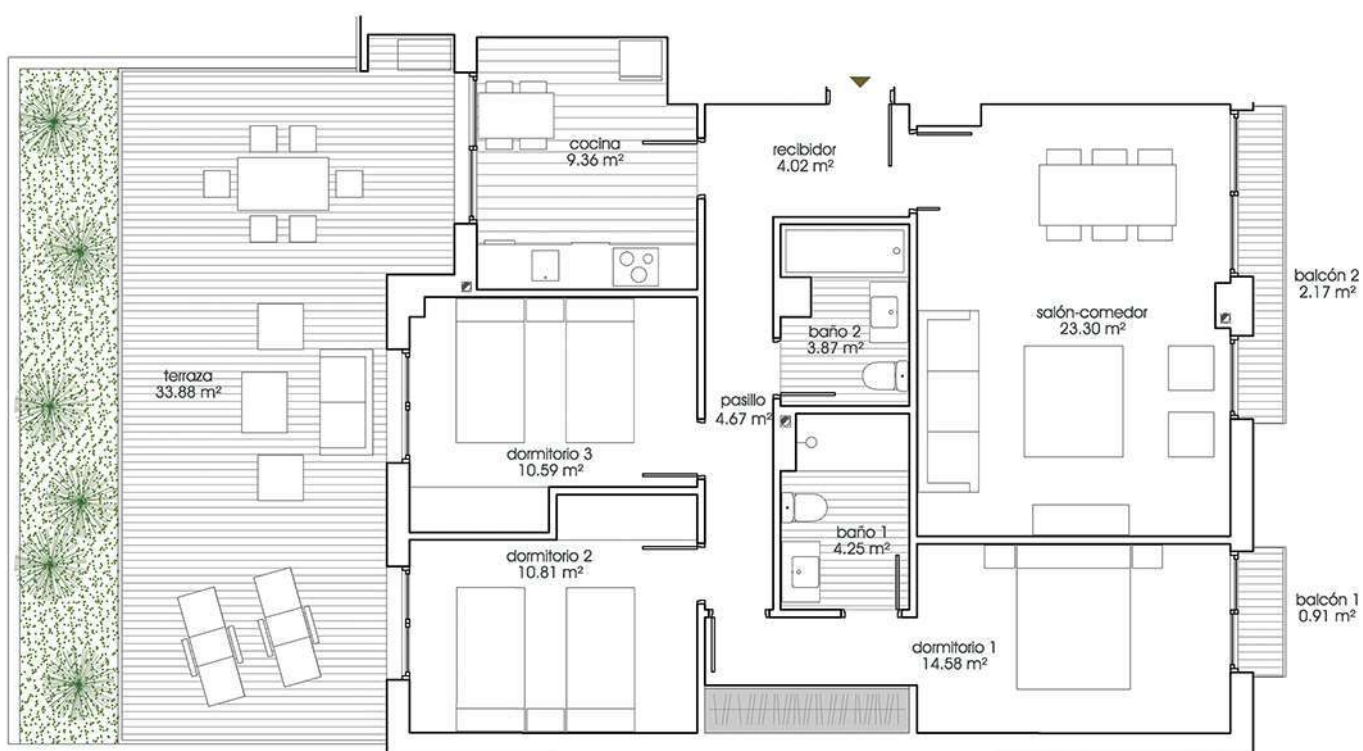 cocina
9.36 m²
recibidor
4.02 m²
balcón 2
2.17 m²
salón-comedor
23.30 m²
baño 2
3.87 m²
terraza
33.88 m²
pasillo
4.67 m²
dormitorio 3
10.59 m²
baño 1
4.25 m²
dormitorio 2
10.81 m²
balcón 1
0.91 m²
dormitorio 1
14.58 m²